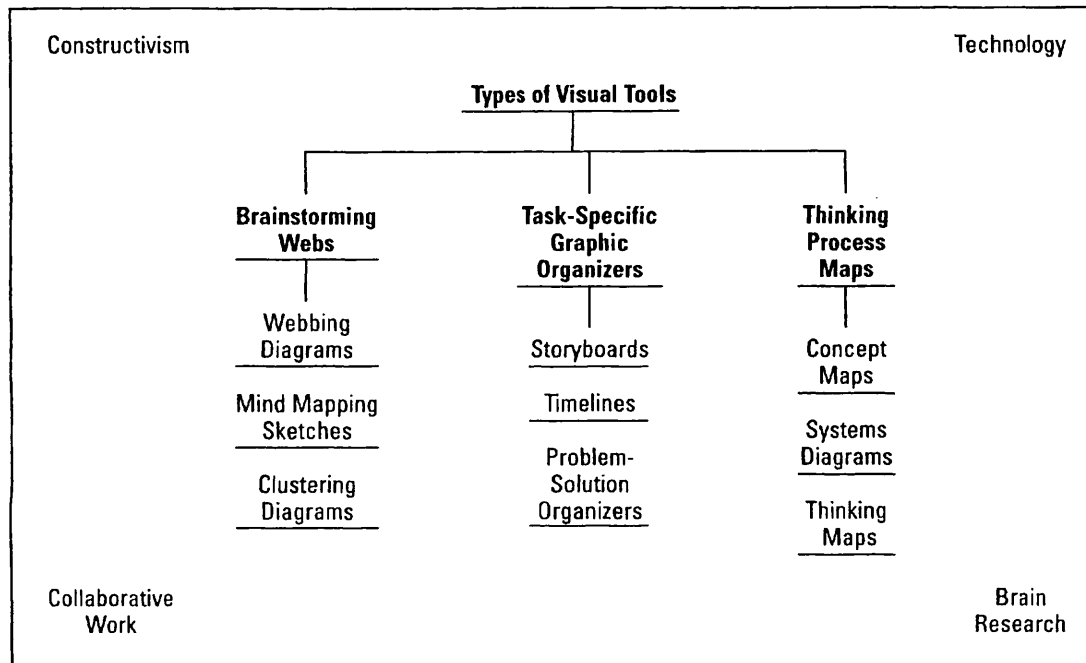 Constructivism
Technology
Types of Visual Tools
Brainstorming
Webs
Task-Specific
Graphic
Organizers
Thinking
Process
Maps
Webbing
Diagrams
Mind Mapping
Sketches
Clustering
Diagrams
Storyboards
Timelines
Problem-
Solution
Organizers
Concept
Maps
Systems
Diagrams
Thinking
Maps
Collaborative
Work
Brain
Research